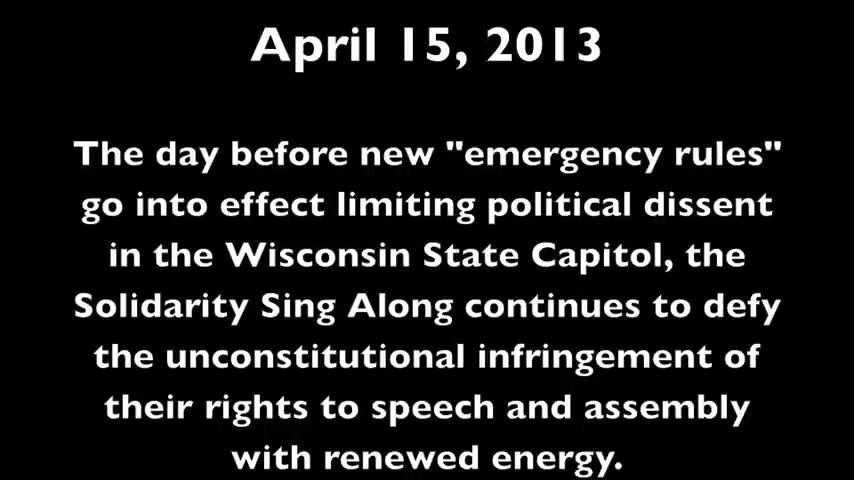 April 15, 2013
The day before new "emergency rules"
go into effect limiting political dissent
in the Wisconsin State Capitol, the
Solidarity Sing Along continues to defy
the unconstitutional infringement of
their rights to speech and assembly
with renewed energy.